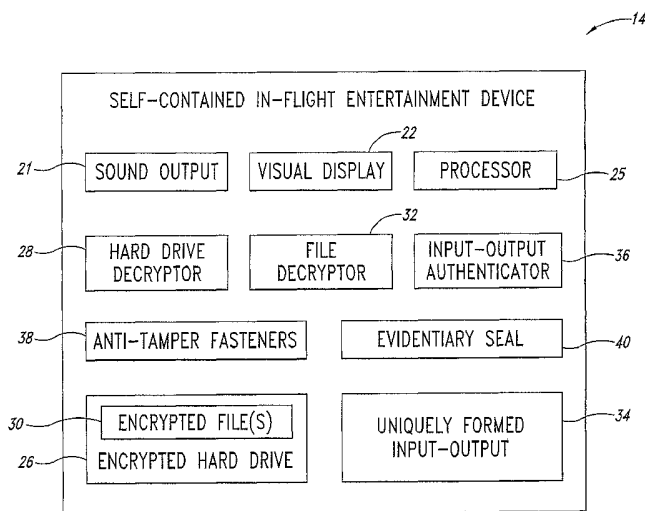 14
SELF-CONTAINED IN-FLIGHT ENTERTAINMENT DEVICE
22
21 SOUND OUTPUT VISUAL DISPLAY PROCESSOR 25
32
28 HARD DRIVE DECRYPTOR FILE DECRYPTOR INPUT-OUTPUT AUTHENTICATOR 36
38 ANTI-TAMPER FASTENERS EVIDENTIARY SEAL 40
30 ENCRYPTED FILE(S)
26 ENCRYPTED HARD DRIVE
UNIQUELY FORMED
INPUT-OUTPUT
34